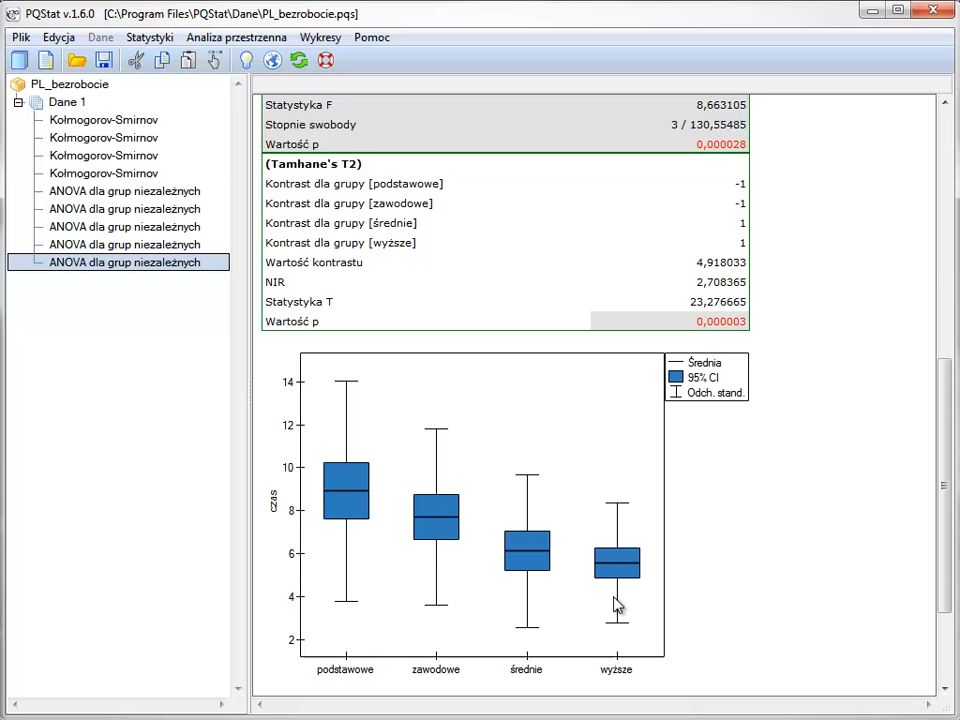 PQStat v.1.6.0   [C:\Program Files\PQStat\Dane\PL_bezrobocie.pqs]
Plik Edycja Dane Statystyki Analiza przestrzenna Wykresy Pomoc
PL_bezrobocie
Dane 1
Kołmogorov-Smirnov
Kołmogorov-Smirnov
Kołmogorov-Smirnov
Kołmogorov-Smirnov
ANOVA dla grup niezależnych
ANOVA dla grup niezależnych
ANOVA dla grup niezależnych
ANOVA dla grup niezależnych
ANOVA dla grup niezależnych
Statystyka F 8,663105
Stopnie swobody 3 / 130,55485
Wartość p 0,000028
(Tamhane's T2)
Kontrast dla grupy [podstawowe] -1
Kontrast dla grupy [zawodowe] -1
Kontrast dla grupy [średnie] 1
Kontrast dla grupy [wyższe] 1
Wartość kontrastu 4,918033
NIR 2,708365
Statystyka T 23,276665
Wartość p 0,000003
Średnia
95% CI
Odch. stand.
14
12
10
8
6
4
2
czas
podstawowe zawodowe średnie wyższe